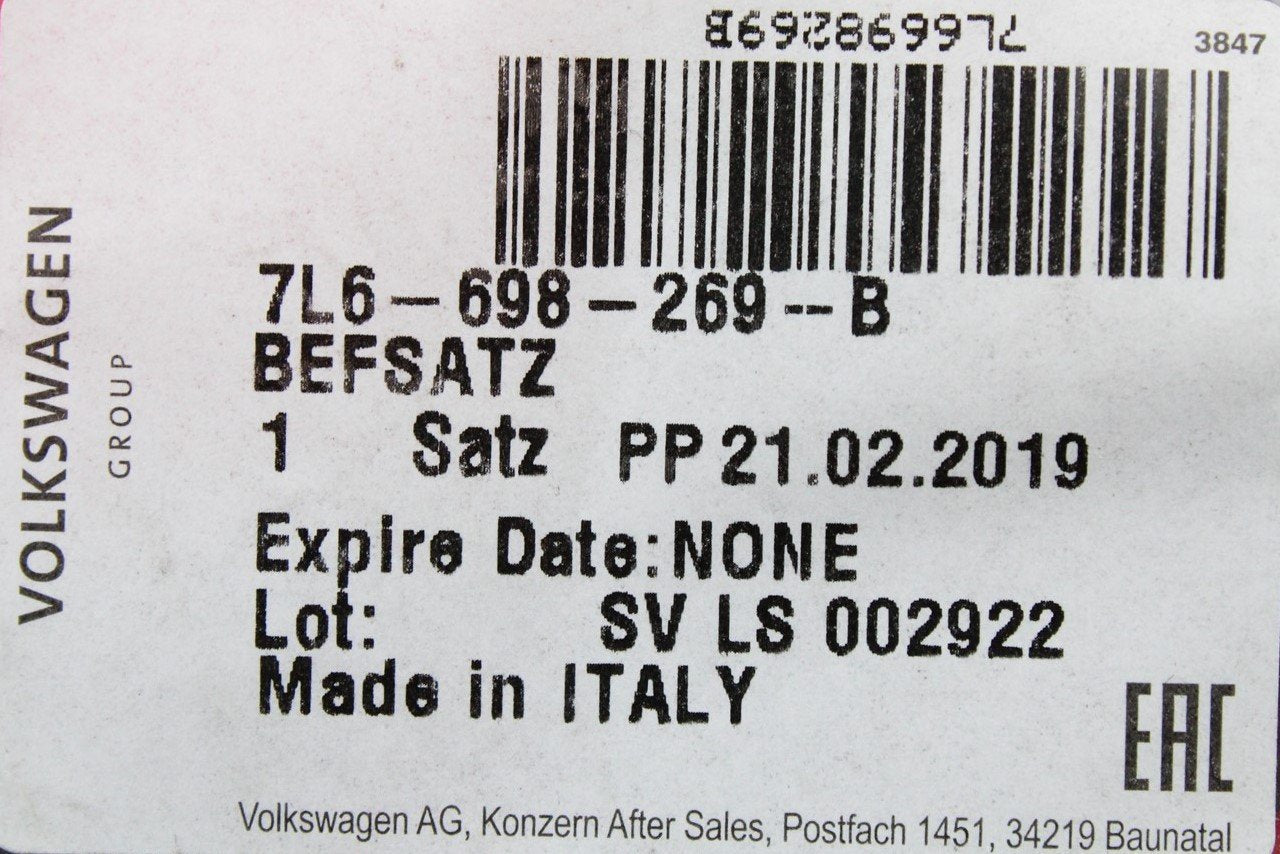 7L6698269B
3847
VOLKSWAGEN
GROUP
7L6-698-269--B
BEFSATZ
1 Satz PP 21.02.2019
Expire Date:NONE
Lot: SV LS 002922
Made in ITALY
EAC
Volkswagen AG, Konzern After Sales, Postfach 1451, 34219 Baunatal